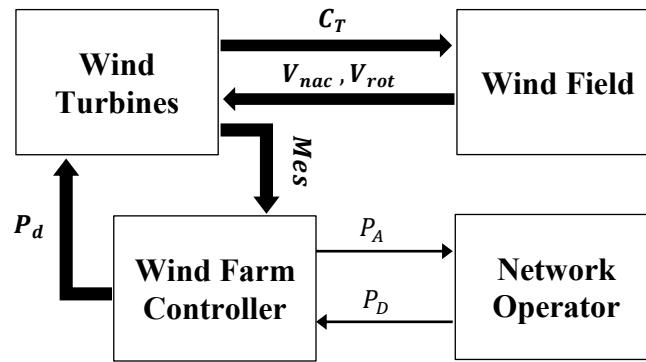 C_T
Wind
Turbines
V_nac , V_rot
Wind Field
Mes
P_d
P_A
Wind Farm
Controller
Network
Operator
P_D